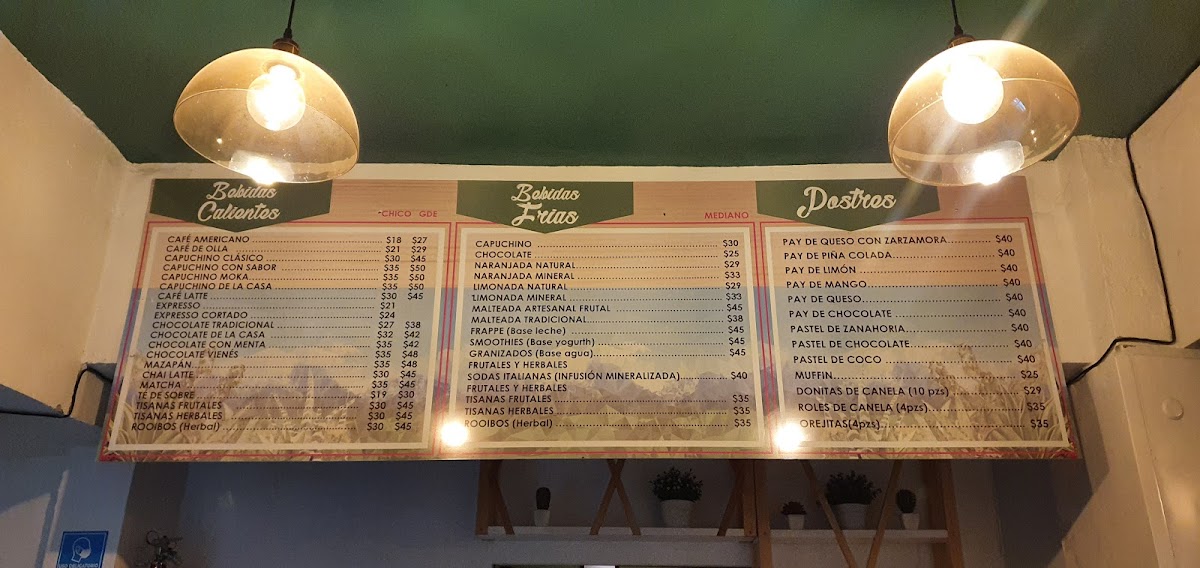 Bebidas
Calientes
CHICO GDE
CAFÉ AMERICANO $18 $27
CAFÉ DE OLLA $21 $29
CAPUCHINO CLÁSICO $30 $45
CAPUCHINO CON SABOR $35 $50
CAPUCHINO MOKA $35 $50
CAPUCHINO DE LA CASA $35 $50
CAFÉ LATTE $30 $45
EXPRESSO $21
EXPRESSO CORTADO $24
CHOCOLATE TRADICIONAL $27 $38
CHOCOLATE DE LA CASA $32 $42
CHOCOLATE CON MENTA $35 $42
CHOCOLATE VIENÉS $35 $48
MAZAPÁN $35 $48
CHAI LATTE $30 $45
MATCHA $35 $45
TE DE SOBRE $19 $30
TISANAS FRUTALES $30 $45
TISANAS HERBALES $30 $45
ROOIBOS (Herbal) $30 $45
Bebidas
Frias
MEDIANO
CAPUCHINO $30
CHOCOLATE $25
NARANJADA NATURAL $29
NARANJADA MINERAL $33
LIMONADA NATURAL $29
LIMONADA MINERAL $33
MALTEADA ARTESANAL FRUTAL $45
MALTEADA TRADICIONAL $38
FRAPPE (Base leche) $45
SMOOTHIES (Base yogurth) $45
GRANIZADOS (Base agua) $45
FRUTALES Y HERBALES
SODAS ITALIANAS (INFUSIÓN MINERALIZADA) $40
FRUTALES Y HERBALES
TISANAS FRUTALES $35
TISANAS HERBALES $35
ROOIBOS (Herbal) $35
Postres
PAY DE QUESO CON ZARZAMORA $40
PAY DE PIÑA COLADA $40
PAY DE LIMÓN $40
PAY DE MANGO $40
PAY DE QUESO $40
PAY DE CHOCOLATE $40
PASTEL DE ZANAHORIA $40
PASTEL DE CHOCOLATE $40
PASTEL DE COCO $40
MUFFIN $25
DONITAS DE CANELA (10 pzs) $29
ROLES DE CANELA (4pzs) $35
OREJITAS(4pzs) $35
USO OBLIGATORIO